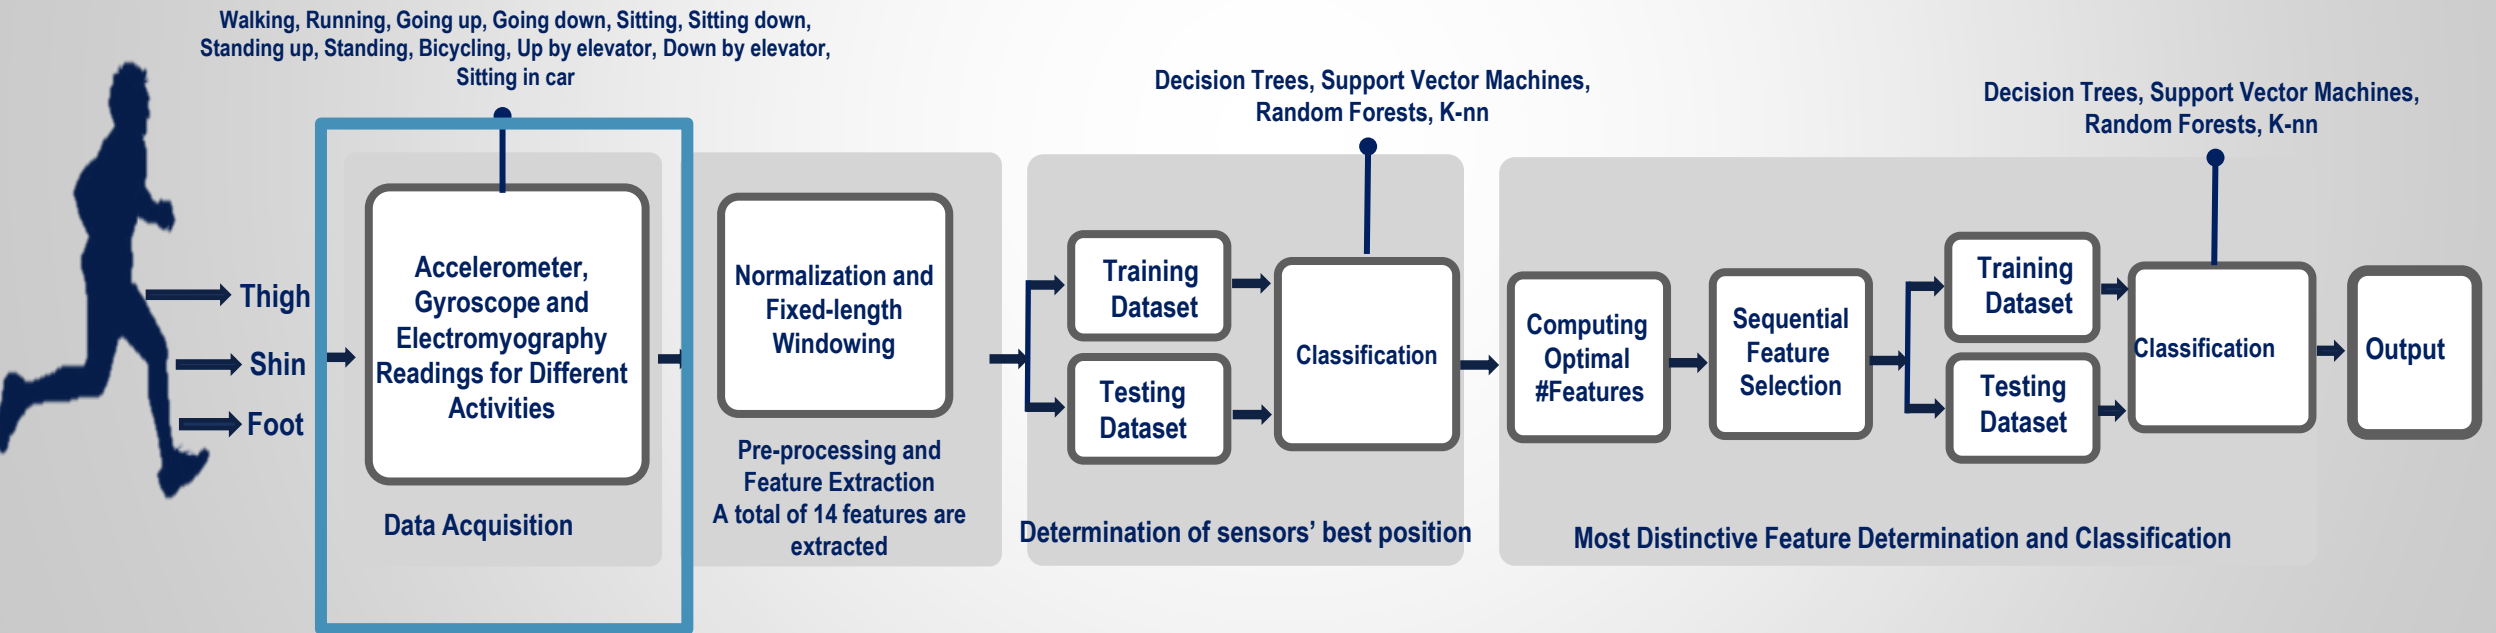 Walking, Running, Going up, Going down, Sitting, Sitting down,
Standing up, Standing, Bicycling, Up by elevator, Down by elevator,
Sitting in car
Thigh
Shin
Foot
Accelerometer,
Gyroscope and
Electromyography
Readings for Different
Activities
Data Acquisition
Normalization and
Fixed-length
Windowing
Pre-processing and
Feature Extraction
A total of 14 features are
extracted
Decision Trees, Support Vector Machines,
Random Forests, K-nn
Training
Dataset
Testing
Dataset
Classification
Determination of sensors’ best position
Computing
Optimal
#Features
Sequential
Feature
Selection
Decision Trees, Support Vector Machines,
Random Forests, K-nn
Training
Dataset
Testing
Dataset
Classification
Output
Most Distinctive Feature Determination and Classification